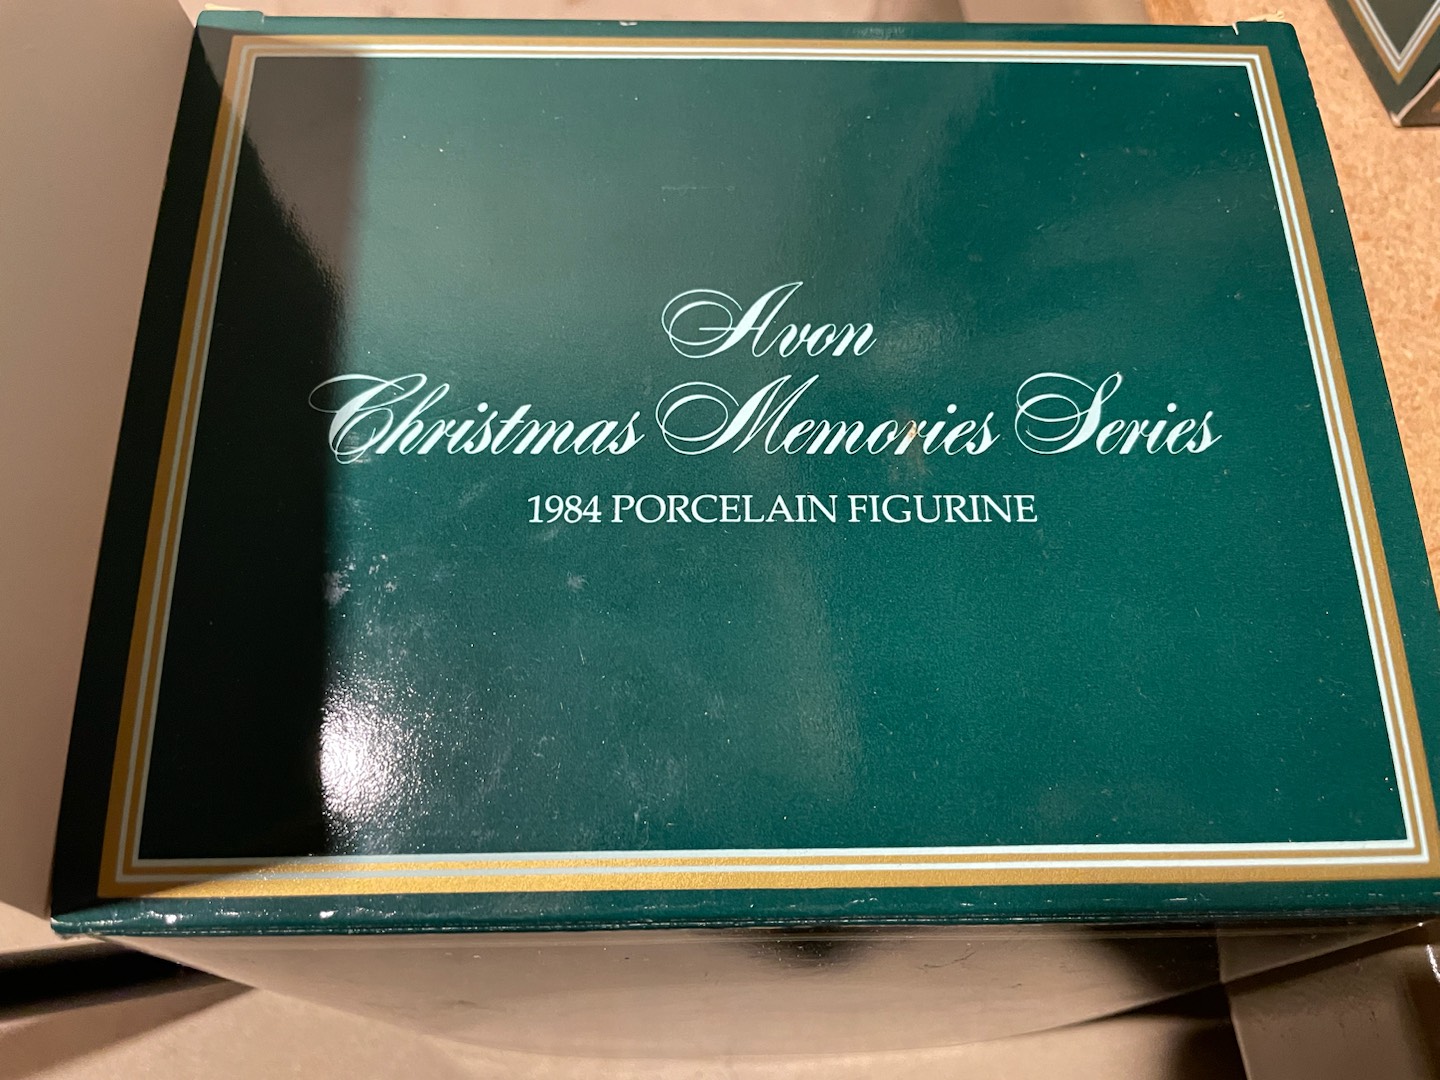 Avon
Christmas Memories Series
1984 PORCELAIN FIGURINE